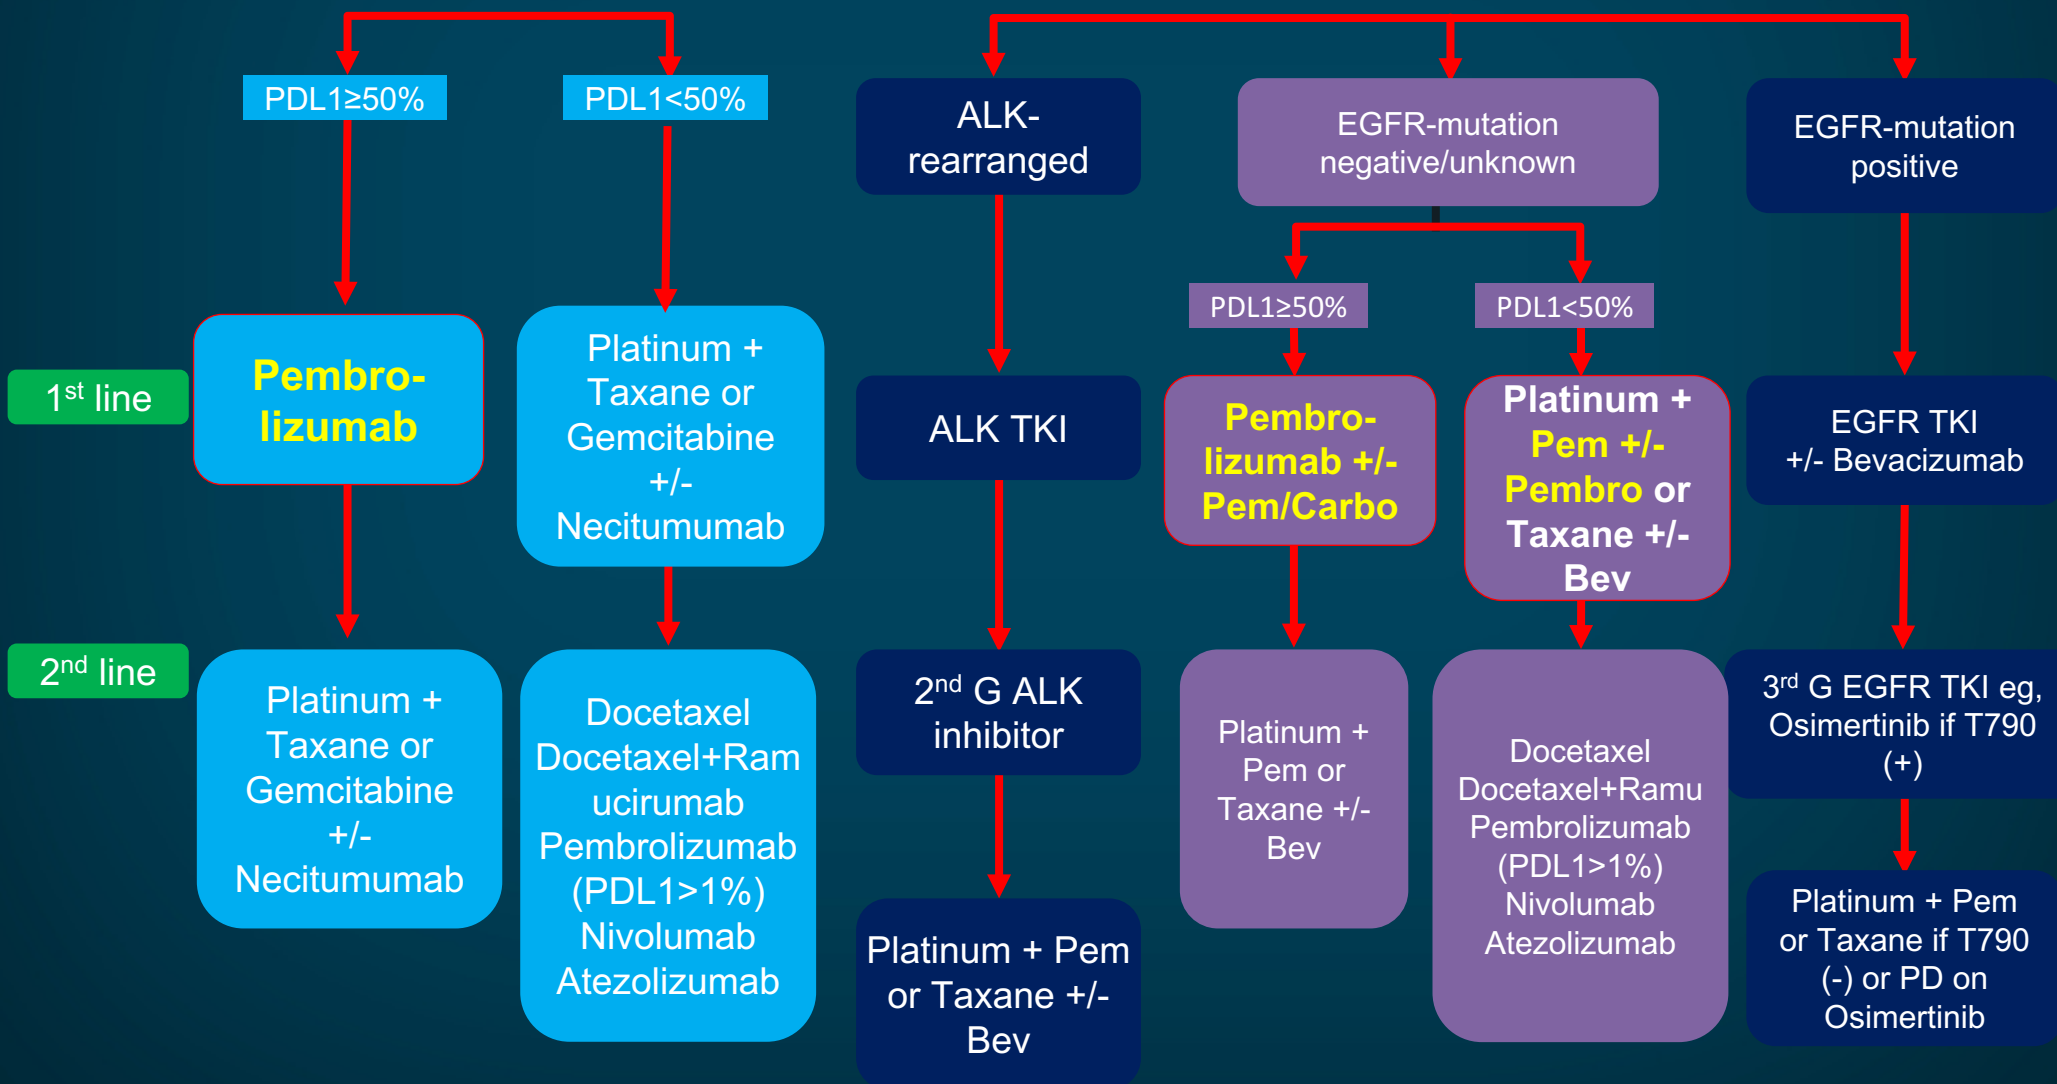 PDL1≥50%
PDL1<50%
ALK-
rearranged
EGFR-mutation
negative/unknown
EGFR-mutation
positive
PDL1≥50%
PDL1<50%
1st line
Pembro-
lizumab
Platinum +
Taxane or
Gemcitabine
+/-
Necitumumab
ALK TKI
Pembro-
lizumab +/-
Pem/Carbo
Platinum +
Pem +/-
Pembro or
Taxane +/-
Bev
EGFR TKI
+/- Bevacizumab
2nd line
Platinum +
Taxane or
Gemcitabine
+/-
Necitumumab
Docetaxel
Docetaxel+Ram
ucirumab
Pembrolizumab
(PDL1>1%)
Nivolumab
Atezolizumab
2nd G ALK
inhibitor
Platinum + Pem
or Taxane +/-
Bev
Platinum +
Pem or
Taxane +/-
Bev
Docetaxel
Docetaxel+Ramu
Pembrolizumab
(PDL1>1%)
Nivolumab
Atezolizumab
3rd G EGFR TKI eg,
Osimertinib if T790
(+)
Platinum + Pem
or Taxane if T790
(-) or PD on
Osimertinib